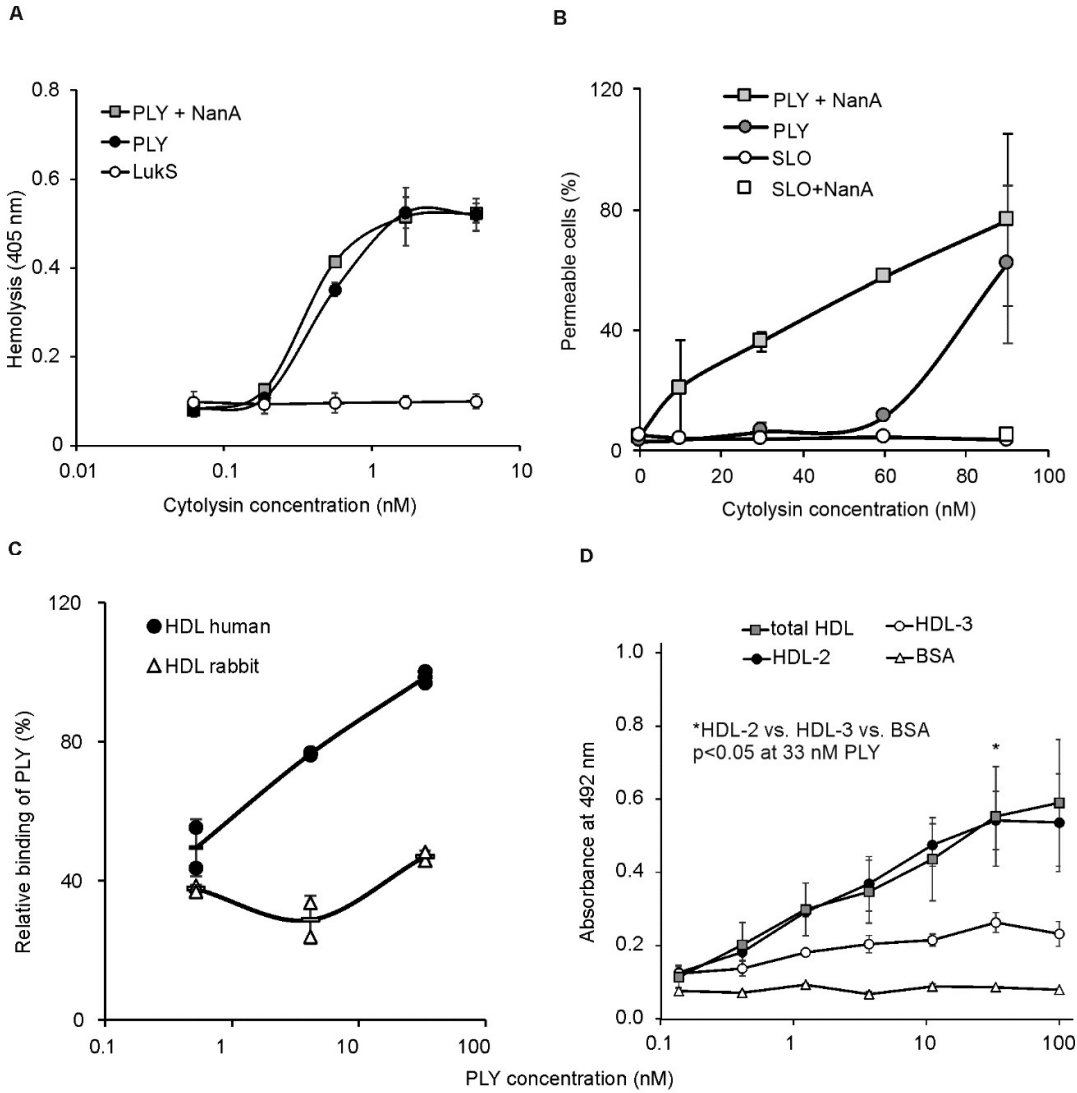 A
0.8
0.6
0.4
0.2
0
Hemolysis (405 nm)
PLY + NanA
PLY
LukS
0.01 0.1 1 10
Cytolysin concentration (nM)
B
120
80
40
0
Permeable cells (%)
PLY + NanA
PLY
SLO
SLO+NanA
0 20 40 60 80 100
Cytolysin concentration (nM)
C
120
80
40
0
Relative binding of PLY (%)
HDL human
HDL rabbit
0.1 1 10 100
D
total HDL HDL-3
HDL-2 BSA
1.0
0.8
0.6
0.4
0.2
0.0
Absorbance at 492 nm
*HDL-2 vs. HDL-3 vs. BSA
p<0.05 at 33 nM PLY
*
0.1 1 10 100
PLY concentration (nM)